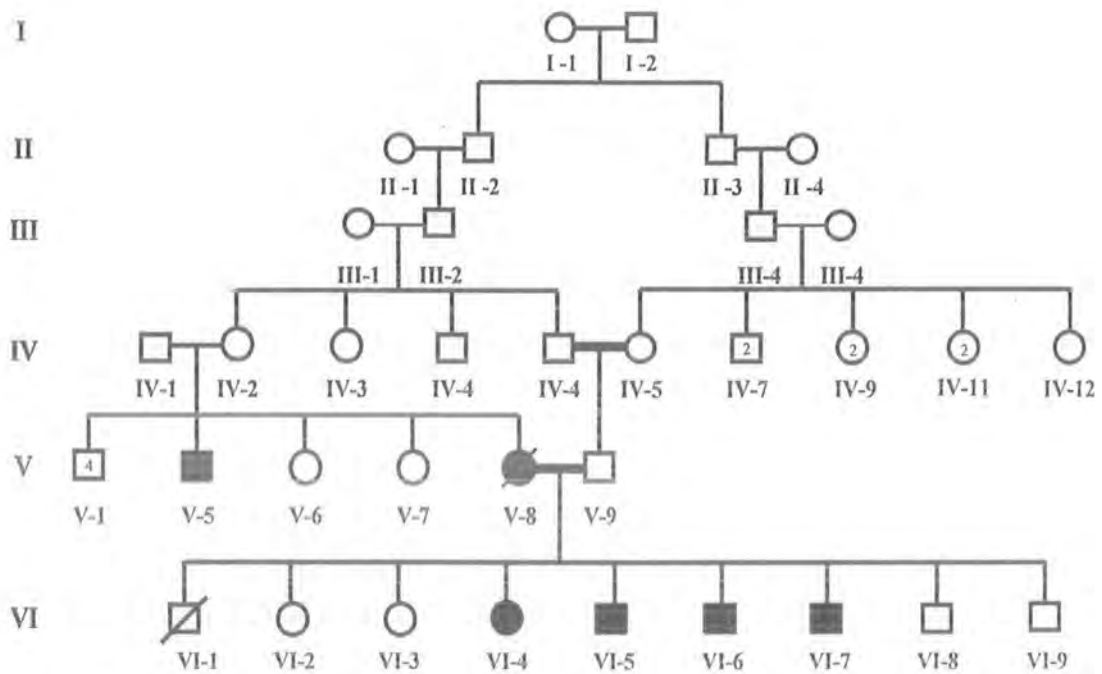 I
I -1 I -2
II
II -1 II -2 II -3 II -4
III
III-1 III-2 III-4 III-4
IV
2 2 2
IV-1 IV-2 IV-3 IV-4 IV-4 IV-5 IV-7 IV-9 IV-11 IV-12
V
4
V-1 V-5 V-6 V-7 V-8 V-9
VI
VI-1 VI-2 VI-3 VI-4 VI-5 VI-6 VI-7 VI-8 VI-9